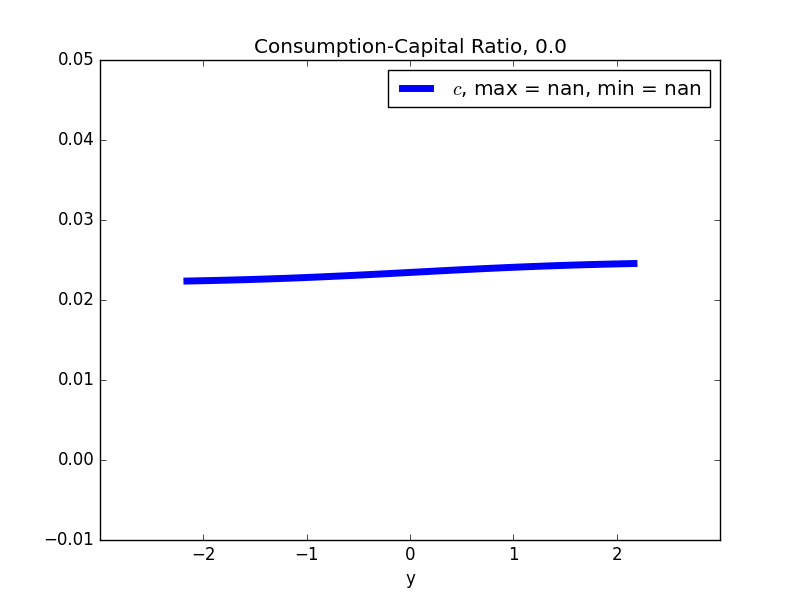 Consumption-Capital Ratio, 0.0
c, max = nan, min = nan
0.05
0.04
0.03
0.02
0.01
0.00
−0.01
−2 −1 0 1 2
y